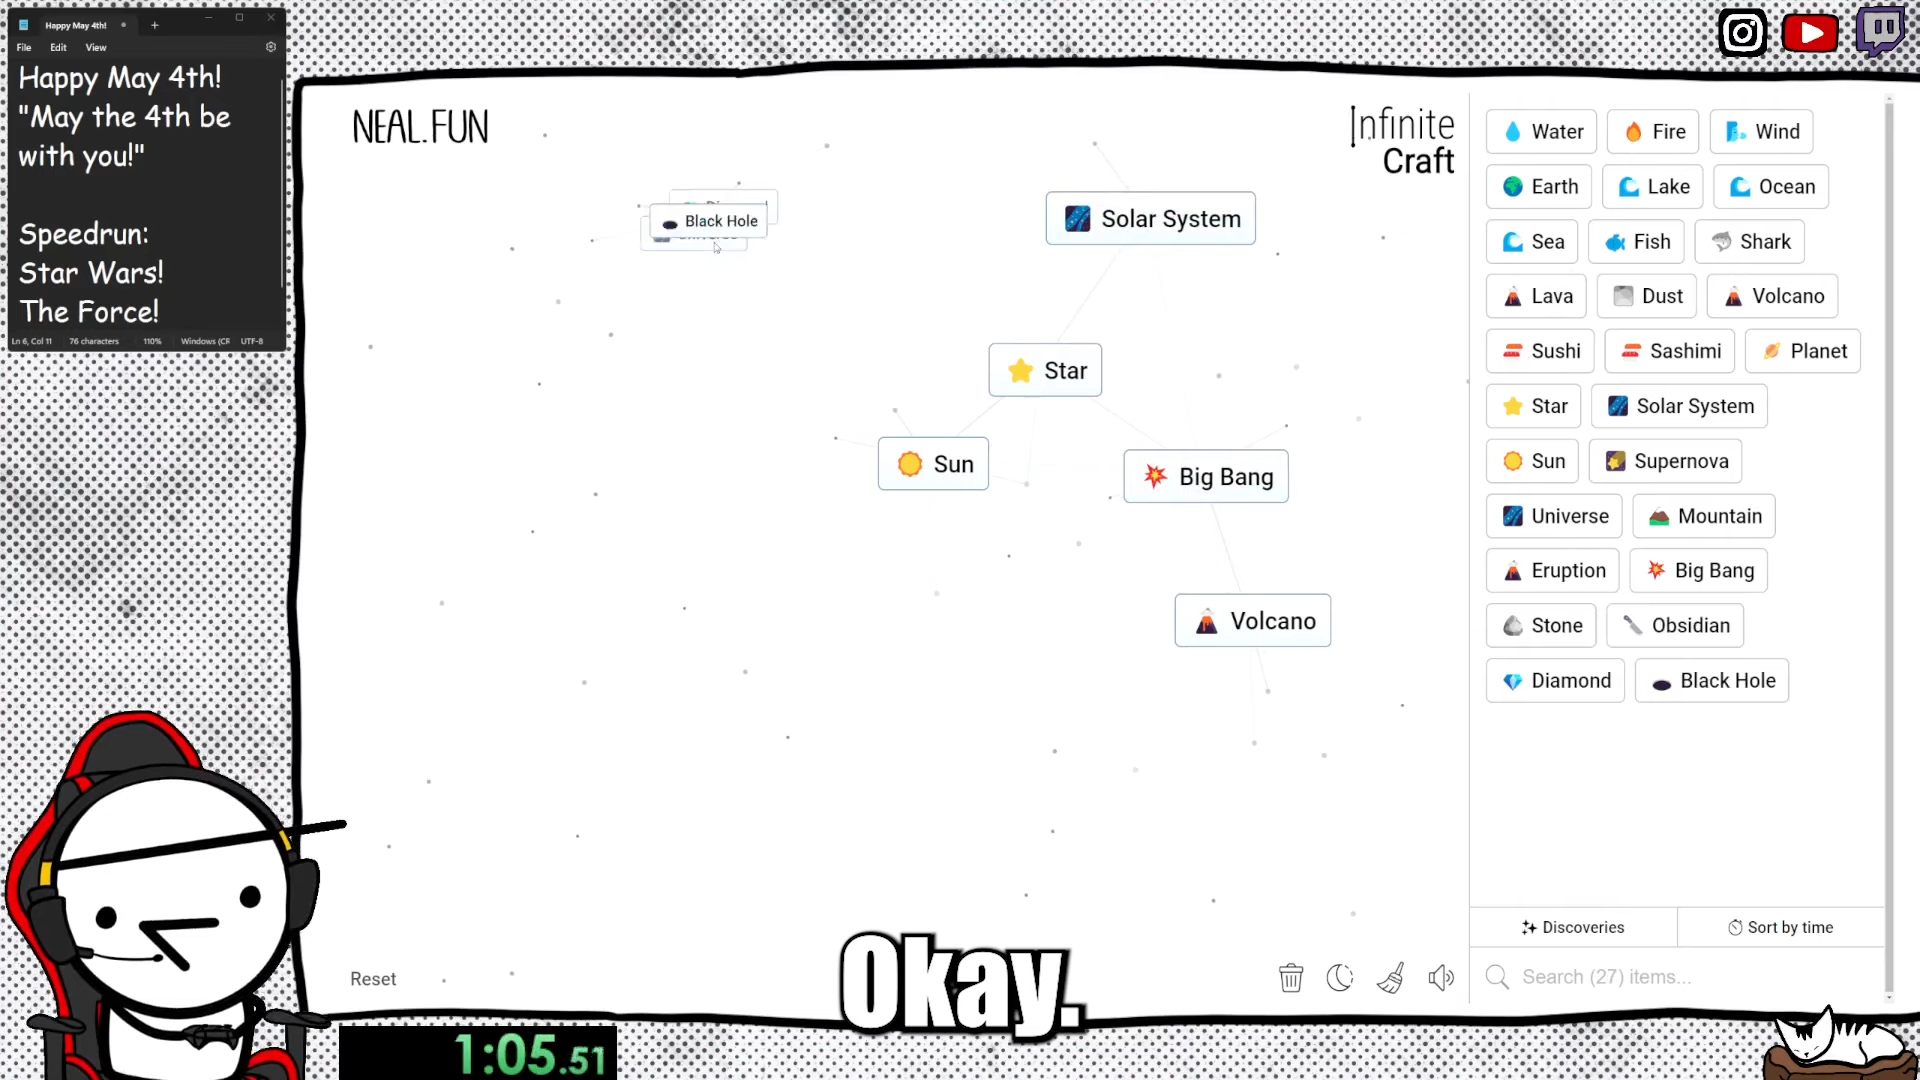 Happy May 4th!
File Edit View
Happy May 4th!
"May the 4th be
with you!"
Speedrun:
Star Wars!
The Force!
Ln 6, Col 11 76 characters 110% Windows (CR UTF-8
NEAL.FUN
Infinite
Craft
Black Hole
Solar System
Star
Sun
Big Bang
Volcano
Water Fire Wind
Earth Lake Ocean
Sea Fish Shark
Lava Dust Volcano
Sushi Sashimi Planet
Star Solar System
Sun Supernova
Universe Mountain
Eruption Big Bang
Stone Obsidian
Diamond Black Hole
Discoveries Sort by time
Search (27) items...
Reset
Okay.
1:05.51